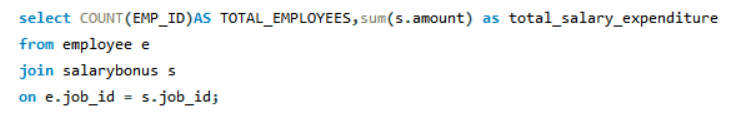 select COUNT(EMP_ID)AS TOTAL_EMPLOYEES,sum(s.amount) as total_salary_expenditure
from employee e
join salarybonus s
on e.job_id = s.job_id;